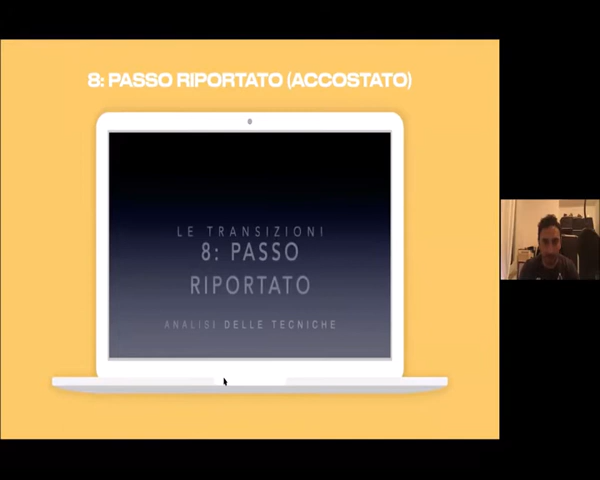 8: PASSO RIPORTATO (ACCOSTATO)
LE TRANSIZIONI
8: PASSO
RIPORTATO
ANALISI DELLE TECNICHE